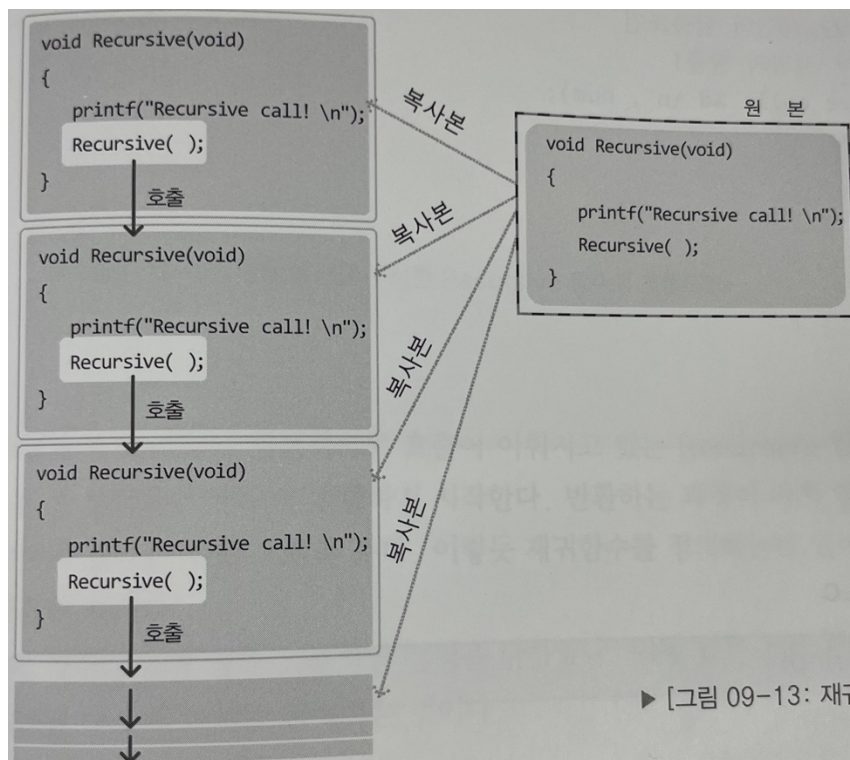 void Recursive(void)
{
printf("Recursive call! \n");
Recursive( );
}
호출
void Recursive(void)
{
printf("Recursive call! \n");
Recursive( );
}
호출
void Recursive(void)
{
printf("Recursive call! \n");
Recursive( );
}
호출
복사본
복사본
복사본
복사본
원 본
void Recursive(void)
{
printf("Recursive call! \n");
Recursive( );
}
▶ [그림 09-13: 재귀